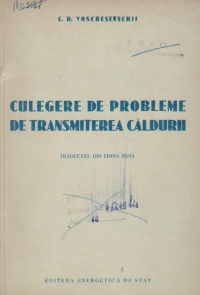 C. D. VOSCRESENSCHII
CULEGERE DE PROBLEME
DE TRANSMITEREA CĂLDURII
TRADUCERE DIN LIMBA RUSĂ
EDITURA ENERGETICĂ DE STAT